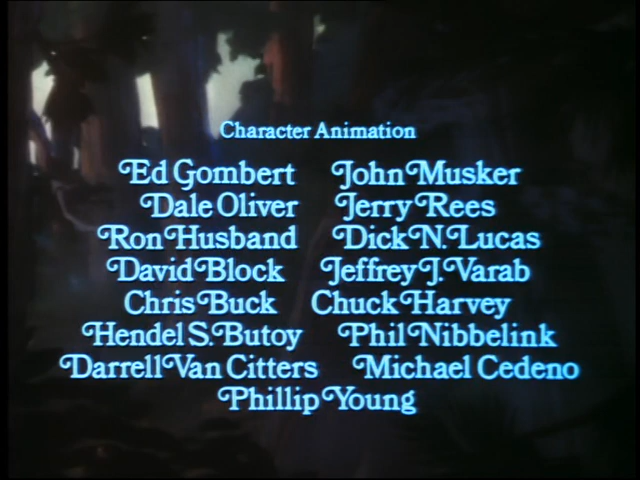 Character Animation
Ed Gombert John Musker
Dale Oliver Jerry Rees
Ron Husband Dick N. Lucas
David Block Jeffrey J. Varab
Chris Buck Chuck Harvey
Hendel S. Butoy Phil Nibbelink
Darrell Van Citters Michael Cedeno
Phillip Young